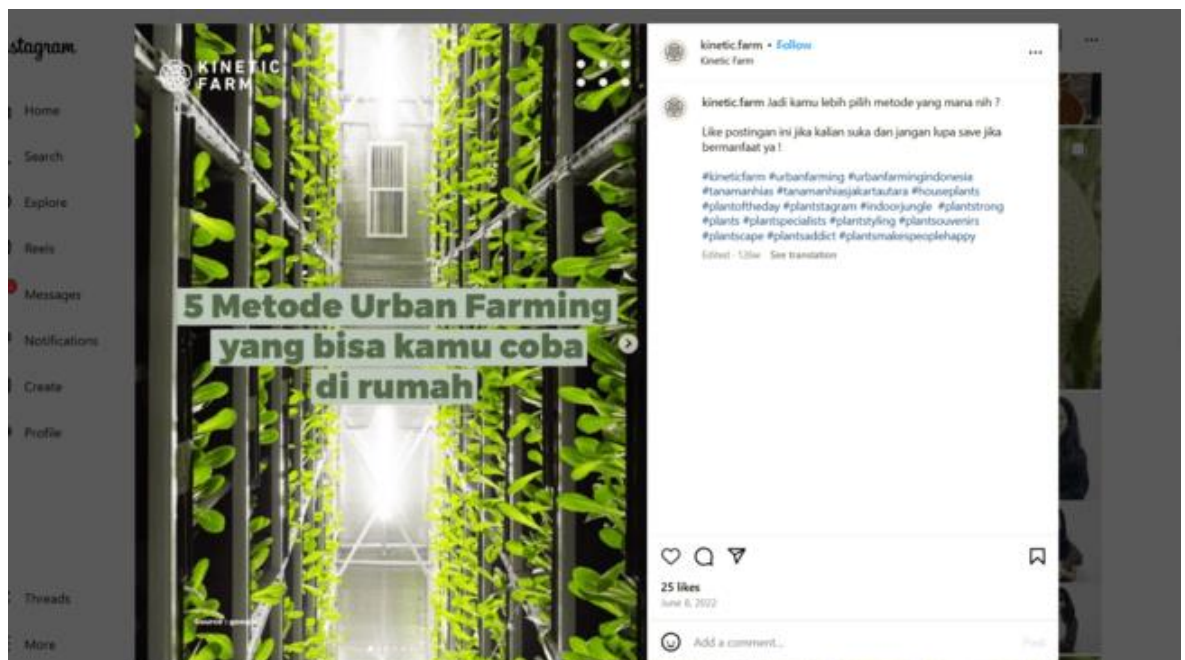 stagram
Home
Search
Explore
Reels
Messages
Notifications
Create
Profile
Threads
More
KINETIC
FARM
5 Metode Urban Farming
yang bisa kamu coba
di rumah
Source : google
kinetic.farm • Follow
Kinetic Farm
kinetic.farm Jadi kamu lebih pilih metode yang mana nih ?
Like postingan ini jika kalian suka dan jangan lupa save jika
bermanfaat ya !
#kineticfarm #urbanfarming #urbanfarmingindonesia
#tanamanhias #tanamanhiasjakartautara #houseplants
#plantoftheday #plantstagram #indoorjungle #plantstrong
#plants #plantspecialists #plantstyling #plantsouvenirs
#plantscape #plantsaddict #plantsmakespeoplehappy
Edited · See translation
25 likes
June 8, 2022
Add a comment...
Post